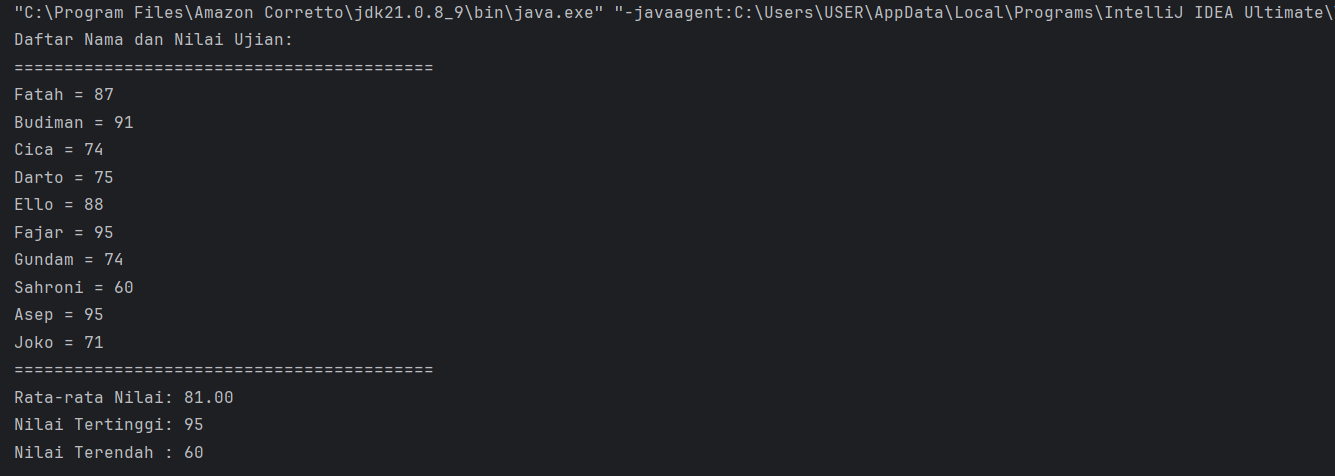 "C:\Program Files\Amazon Corretto\jdk21.0.8_9\bin\java.exe" "-javaagent:C:\Users\USER\AppData\Local\Programs\IntelliJ IDEA Ultimate\
Daftar Nama dan Nilai Ujian:
==========================================
Fatah = 87
Budiman = 91
Cica = 74
Darto = 75
Ello = 88
Fajar = 95
Gundam = 74
Sahroni = 60
Asep = 95
Joko = 71
==========================================
Rata-rata Nilai: 81.00
Nilai Tertinggi: 95
Nilai Terendah : 60